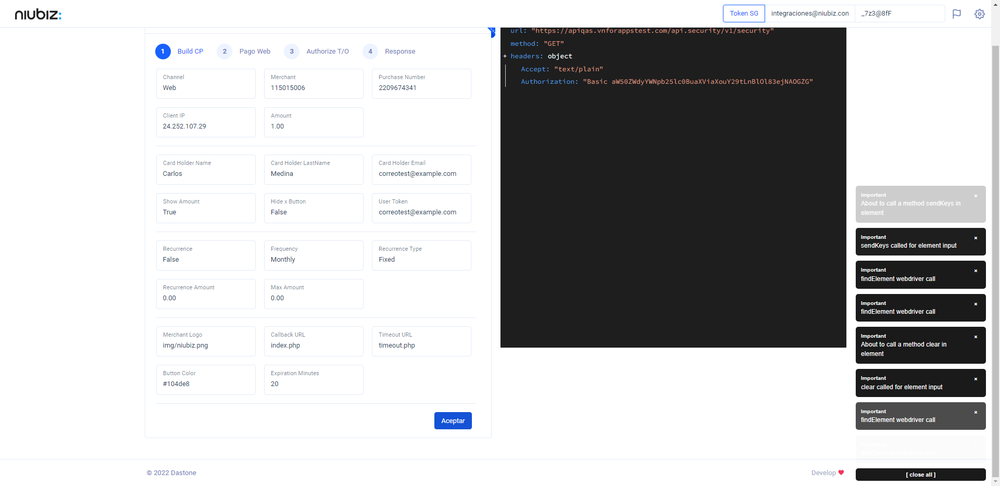 niubiz:
Token SG
integraciones@niubiz.con
_7z3@8fF
1 Build CP
2 Pago Web
3 Authorize T/O
4 Response
Channel
Web
Merchant
115015006
Purchase Number
2209674341
Client IP
24.252.107.29
Amount
1.00
Card Holder Name
Carlos
Card Holder LastName
Medina
Card Holder Email
correotest@example.com
Show Amount
True
Hide x Button
False
User Token
correotest@example.com
Recurrence
False
Frequency
Monthly
Recurrence Type
Fixed
Recurrence Amount
0.00
Max Amount
0.00
Merchant Logo
img/niubiz.png
Callback URL
index.php
Timeout URL
timeout.php
Button Color
#104de8
Expiration Minutes
20
Aceptar
url: "https://apiqas.vnforappstest.com/api.security/v1/security"
method: "GET"
+ headers: object
Accept: "text/plain"
Authorization: "Basic aW50ZWdyYWNpb25lc0BuaXViaXouY29tLnBlOl83ejNAOGZG"
Important ×
About to call a method sendKeys in
element
Important ×
sendKeys called for element input
Important ×
findElement webdriver call
Important ×
findElement webdriver call
Important ×
About to call a method clear in
element
Important ×
clear called for element input
Important ×
findElement webdriver call
[ close all ]
© 2022 Dastone
Develop ♥